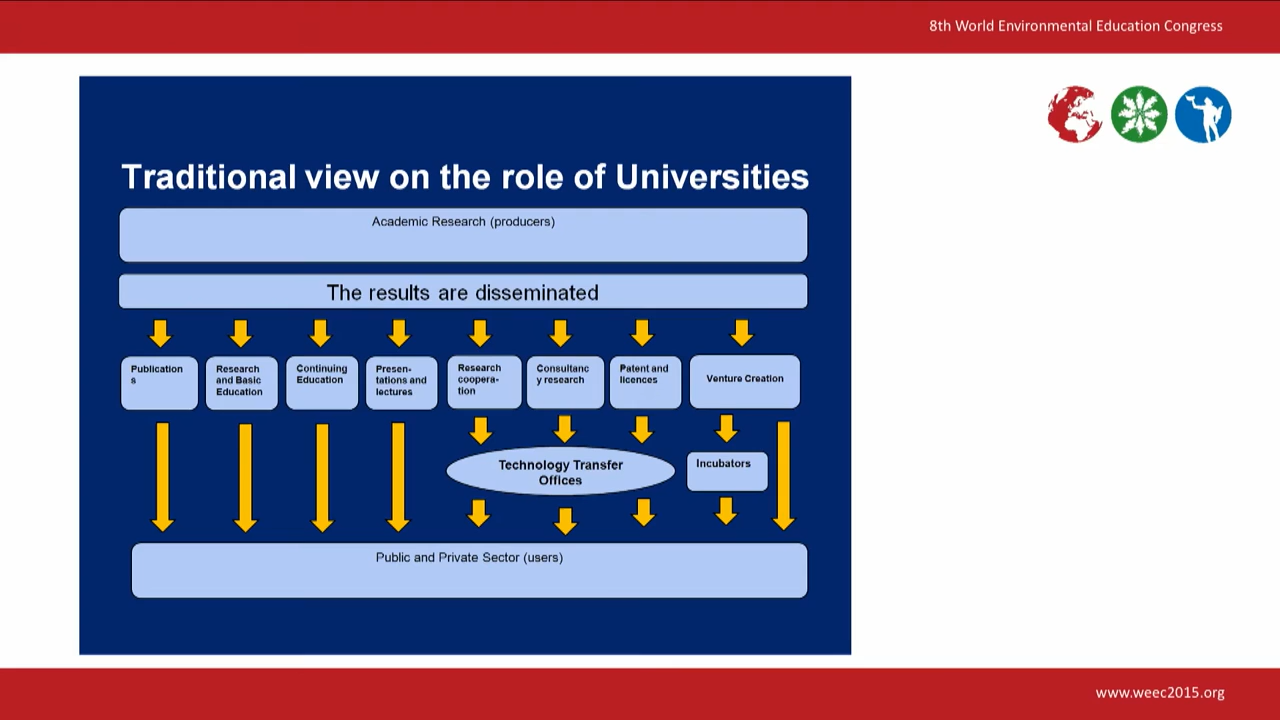 8th World Environmental Education Congress
Traditional view on the role of Universities
Academic Research (producers)
The results are disseminated
Publication
s
Research
and Basic
Education
Continuing
Education
Presen-
tations and
lectures
Research
coopera-
tion
Consultanc
y research
Patent and
licences
Venture Creation
Technology Transfer
Offices
Incubators
Public and Private Sector (users)
www.weec2015.org